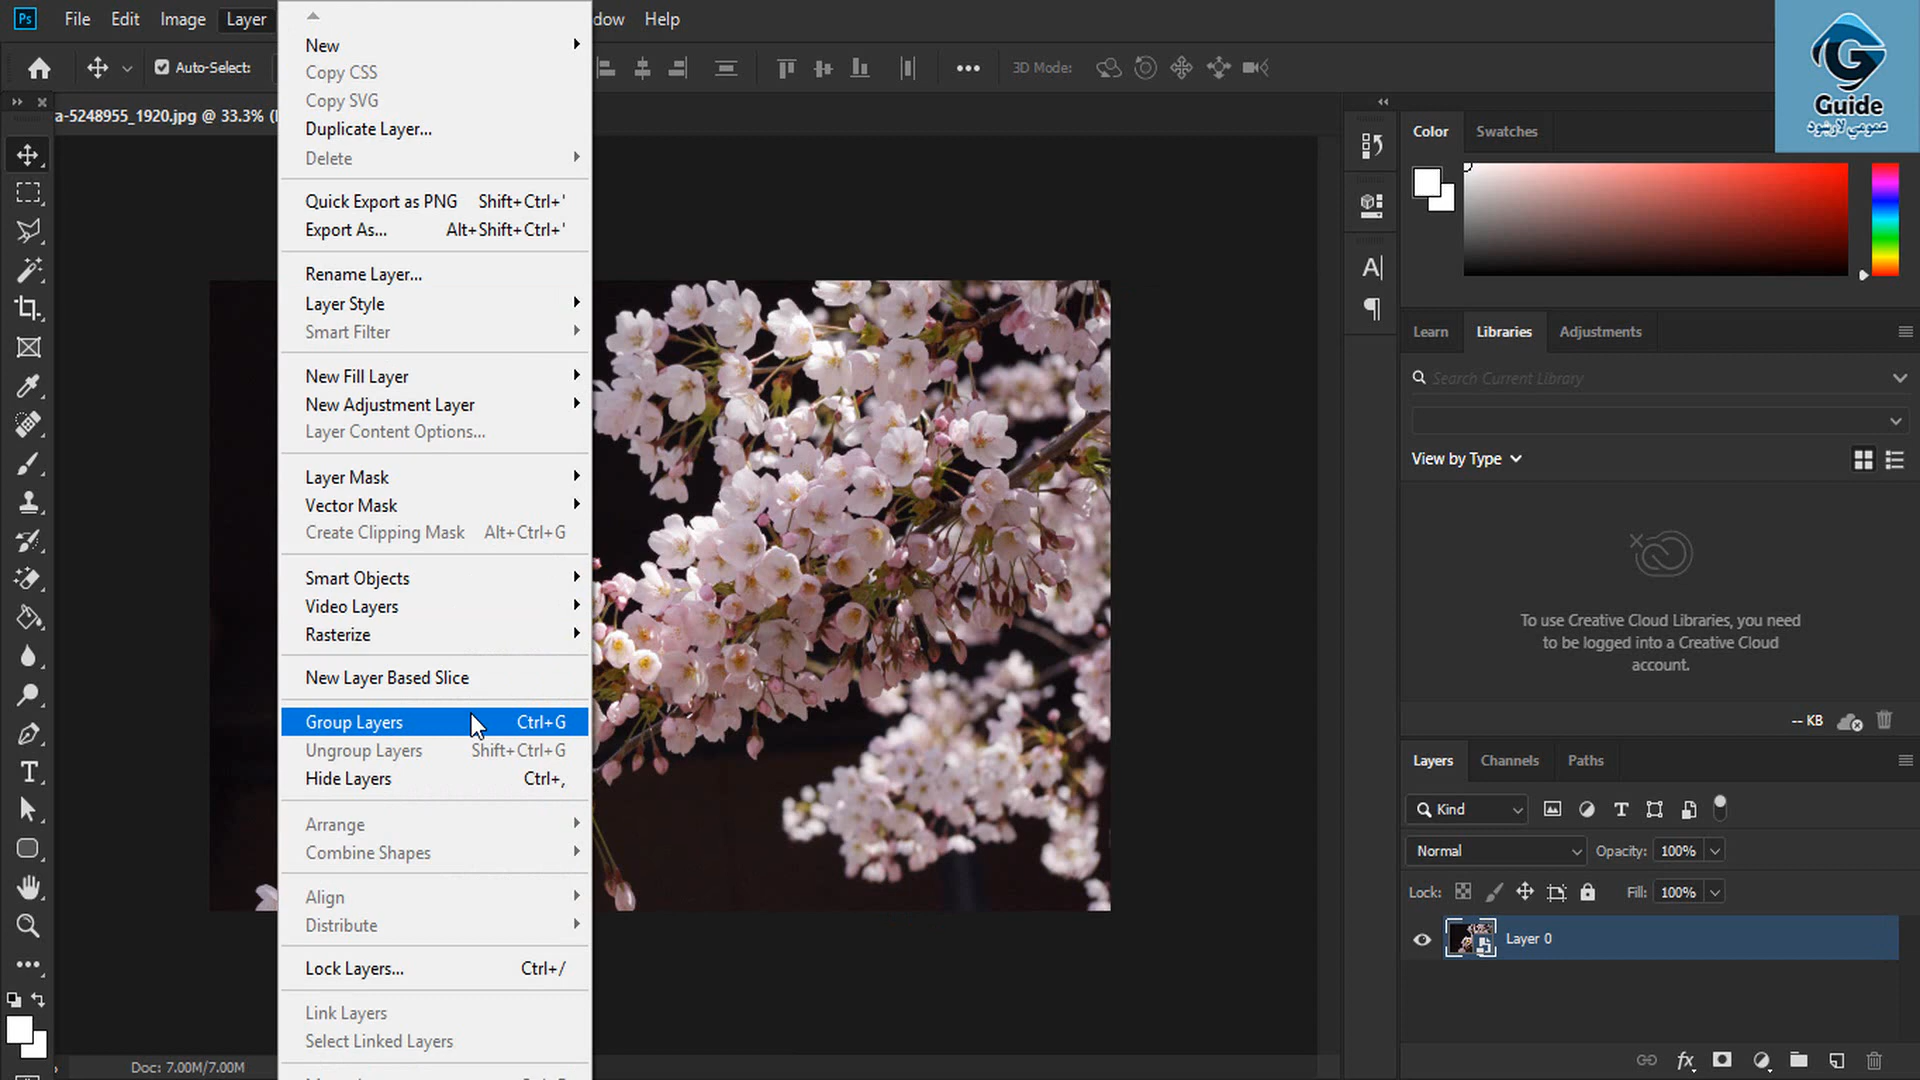 Ps File Edit Image Layer dow Help
Auto-Select:
3D Mode:
Guide
عمومي لارښود
a-5248955_1920.jpg @ 33.3% (
New
Copy CSS
Copy SVG
Duplicate Layer...
Delete
Quick Export as PNG Shift+Ctrl+'
Export As... Alt+Shift+Ctrl+'
Rename Layer...
Layer Style
Smart Filter
New Fill Layer
New Adjustment Layer
Layer Content Options...
Layer Mask
Vector Mask
Create Clipping Mask Alt+Ctrl+G
Smart Objects
Video Layers
Rasterize
New Layer Based Slice
Group Layers Ctrl+G
Ungroup Layers Shift+Ctrl+G
Hide Layers Ctrl+,
Arrange
Combine Shapes
Align
Distribute
Lock Layers... Ctrl+/
Link Layers
Select Linked Layers
Color Swatches
Learn Libraries Adjustments
Search Current Library
View by Type
To use Creative Cloud Libraries, you need
to be logged into a Creative Cloud
account.
-- KB
Layers Channels Paths
Kind
Normal Opacity: 100%
Lock: Fill: 100%
Layer 0
Doc: 7.00M/7.00M